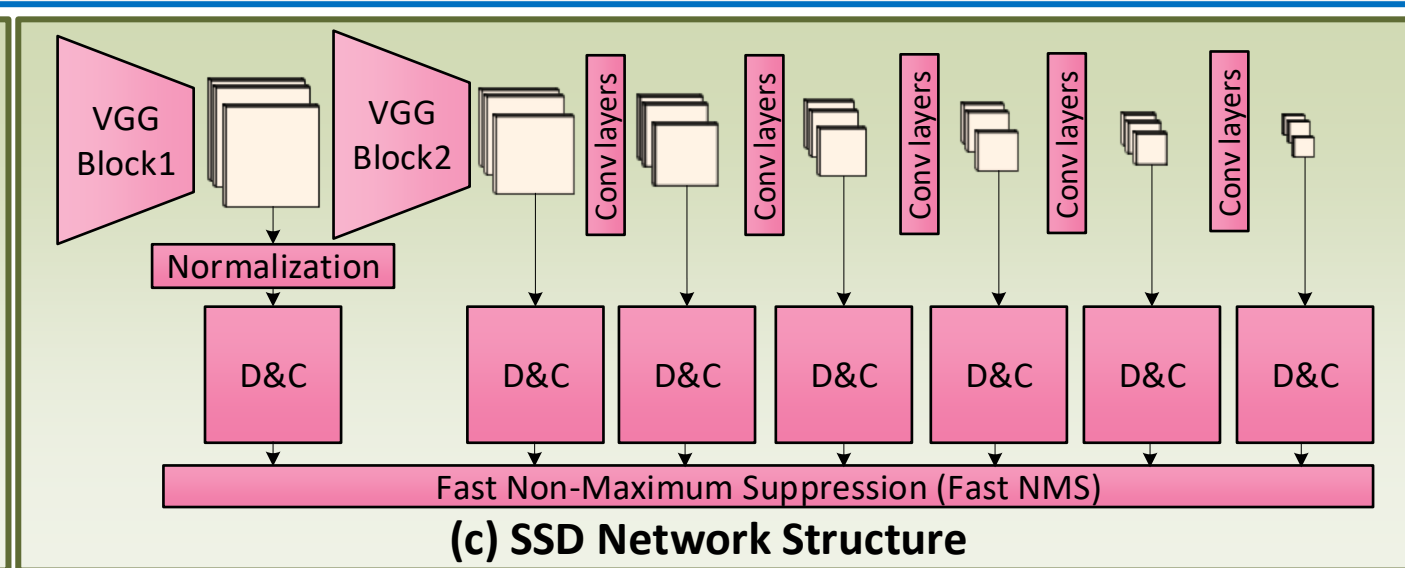 VGG
Block1
VGG
Block2
Conv layers
Conv layers
Conv layers
Conv layers
Conv layers
Normalization
D&C
D&C
D&C
D&C
D&C
D&C
D&C
Fast Non-Maximum Suppression (Fast NMS)
(c) SSD Network Structure